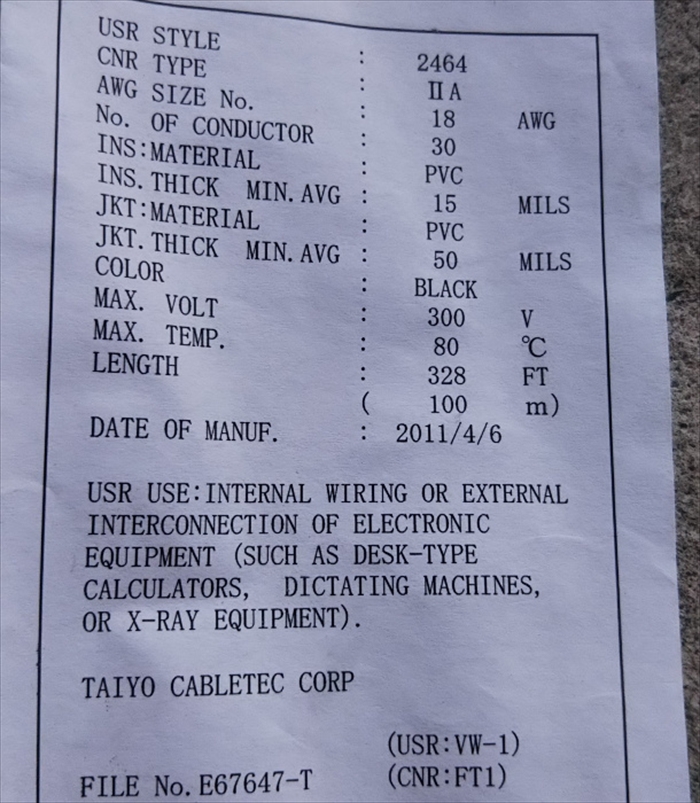 USR STYLE : 2464
CNR TYPE : II A
AWG SIZE No. : 18 AWG
No. OF CONDUCTOR : 30
INS:MATERIAL : PVC
INS. THICK MIN. AVG : 15 MILS
JKT:MATERIAL : PVC
JKT. THICK MIN. AVG : 50 MILS
COLOR : BLACK
MAX. VOLT : 300 V
MAX. TEMP. : 80 ℃
LENGTH : 328 FT
( 100 m)
DATE OF MANUF. : 2011/4/6
USR USE:INTERNAL WIRING OR EXTERNAL
INTERCONNECTION OF ELECTRONIC
EQUIPMENT (SUCH AS DESK-TYPE
CALCULATORS, DICTATING MACHINES,
OR X-RAY EQUIPMENT).
TAIYO CABLETEC CORP
(USR:VW-1)
FILE No. E67647-T (CNR:FT1)